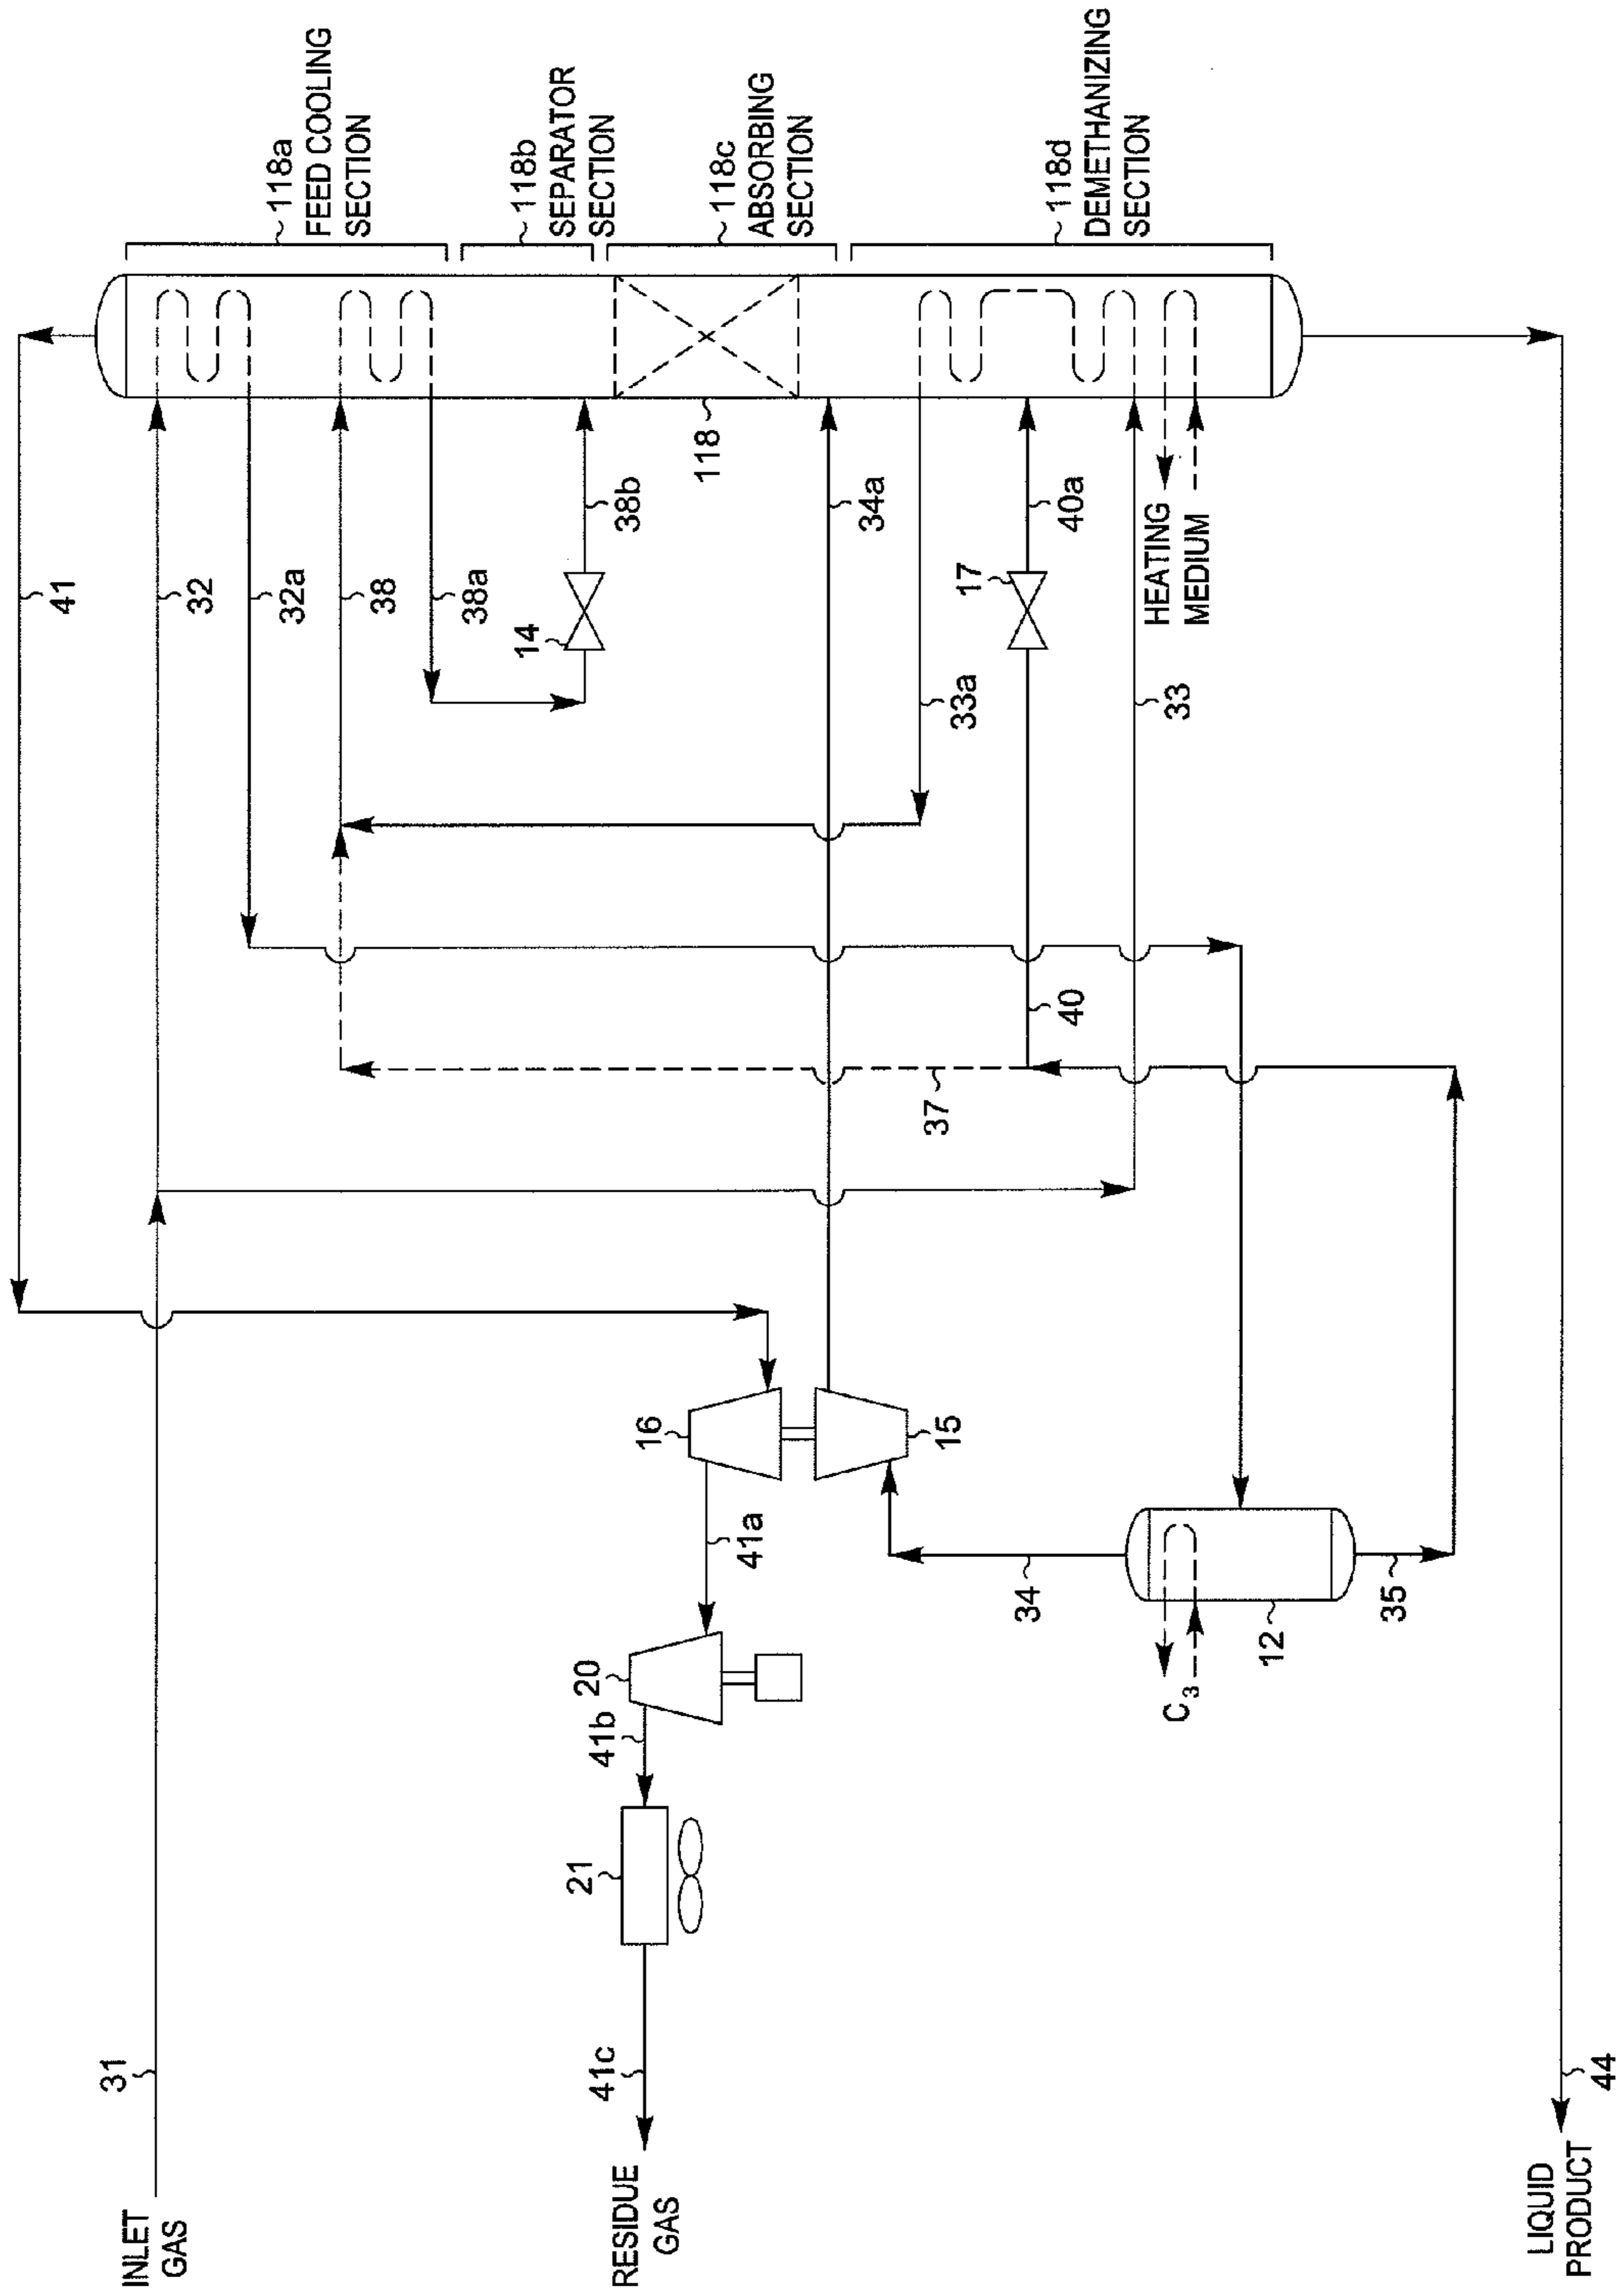 118a
FEED COOLING
SECTION
118b
SEPARATOR
SECTION
118c
ABSORBING
SECTION
118d
DEMETHANIZING
SECTION
118
41
32
32a
38
38a
14
38b
34a
33a
17
40a
HEATING
MEDIUM
33
40
37
16
15
41a
34
12
35
C3
20
41b
21
41c
31
INLET
GAS
RESIDUE
GAS
44
LIQUID
PRODUCT